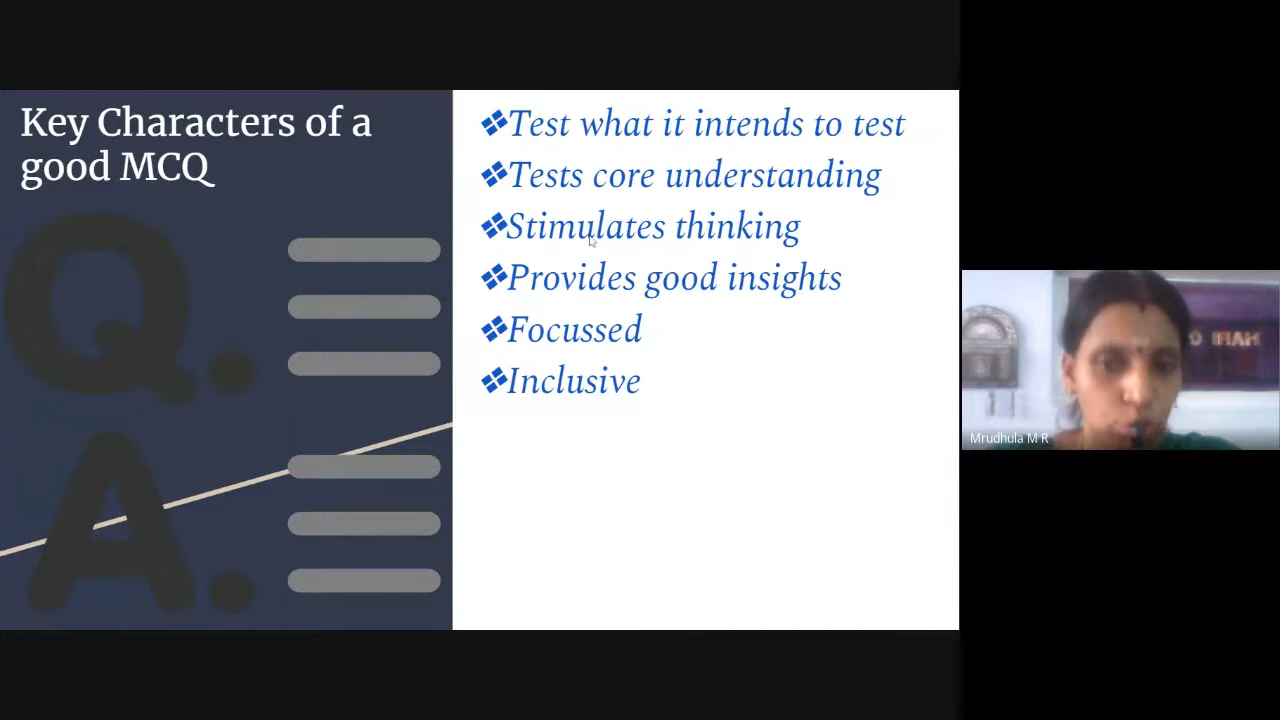 Key Characters of a
good MCQ
❖Test what it intends to test
❖Tests core understanding
❖Stimulates thinking
❖Provides good insights
❖Focussed
❖Inclusive
Q.
A.
Mrudhula M R